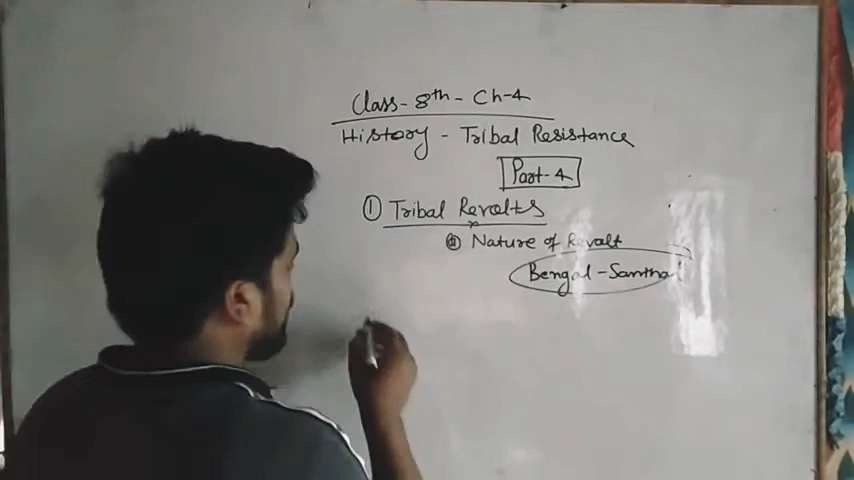 Class-8th-Ch-4
History - Tribal Resistance
Part-4
① Tribal Revolts
ⓐ Nature of Revolt
Bengal - Santhal